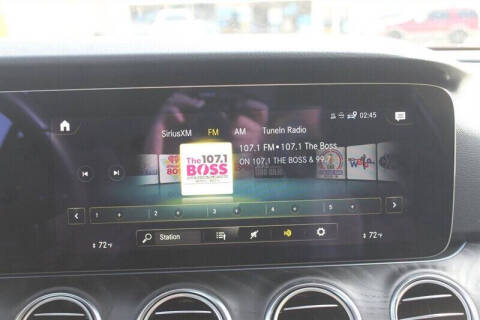 02:45
SiriusXM FM AM TuneIn Radio
107.1 FM • 107.1 The Boss
ON 107.1 THE BOSS & 99.7
The 107.1
BOSS
80s
1 2 3 4 5
Station
72°F
72°F